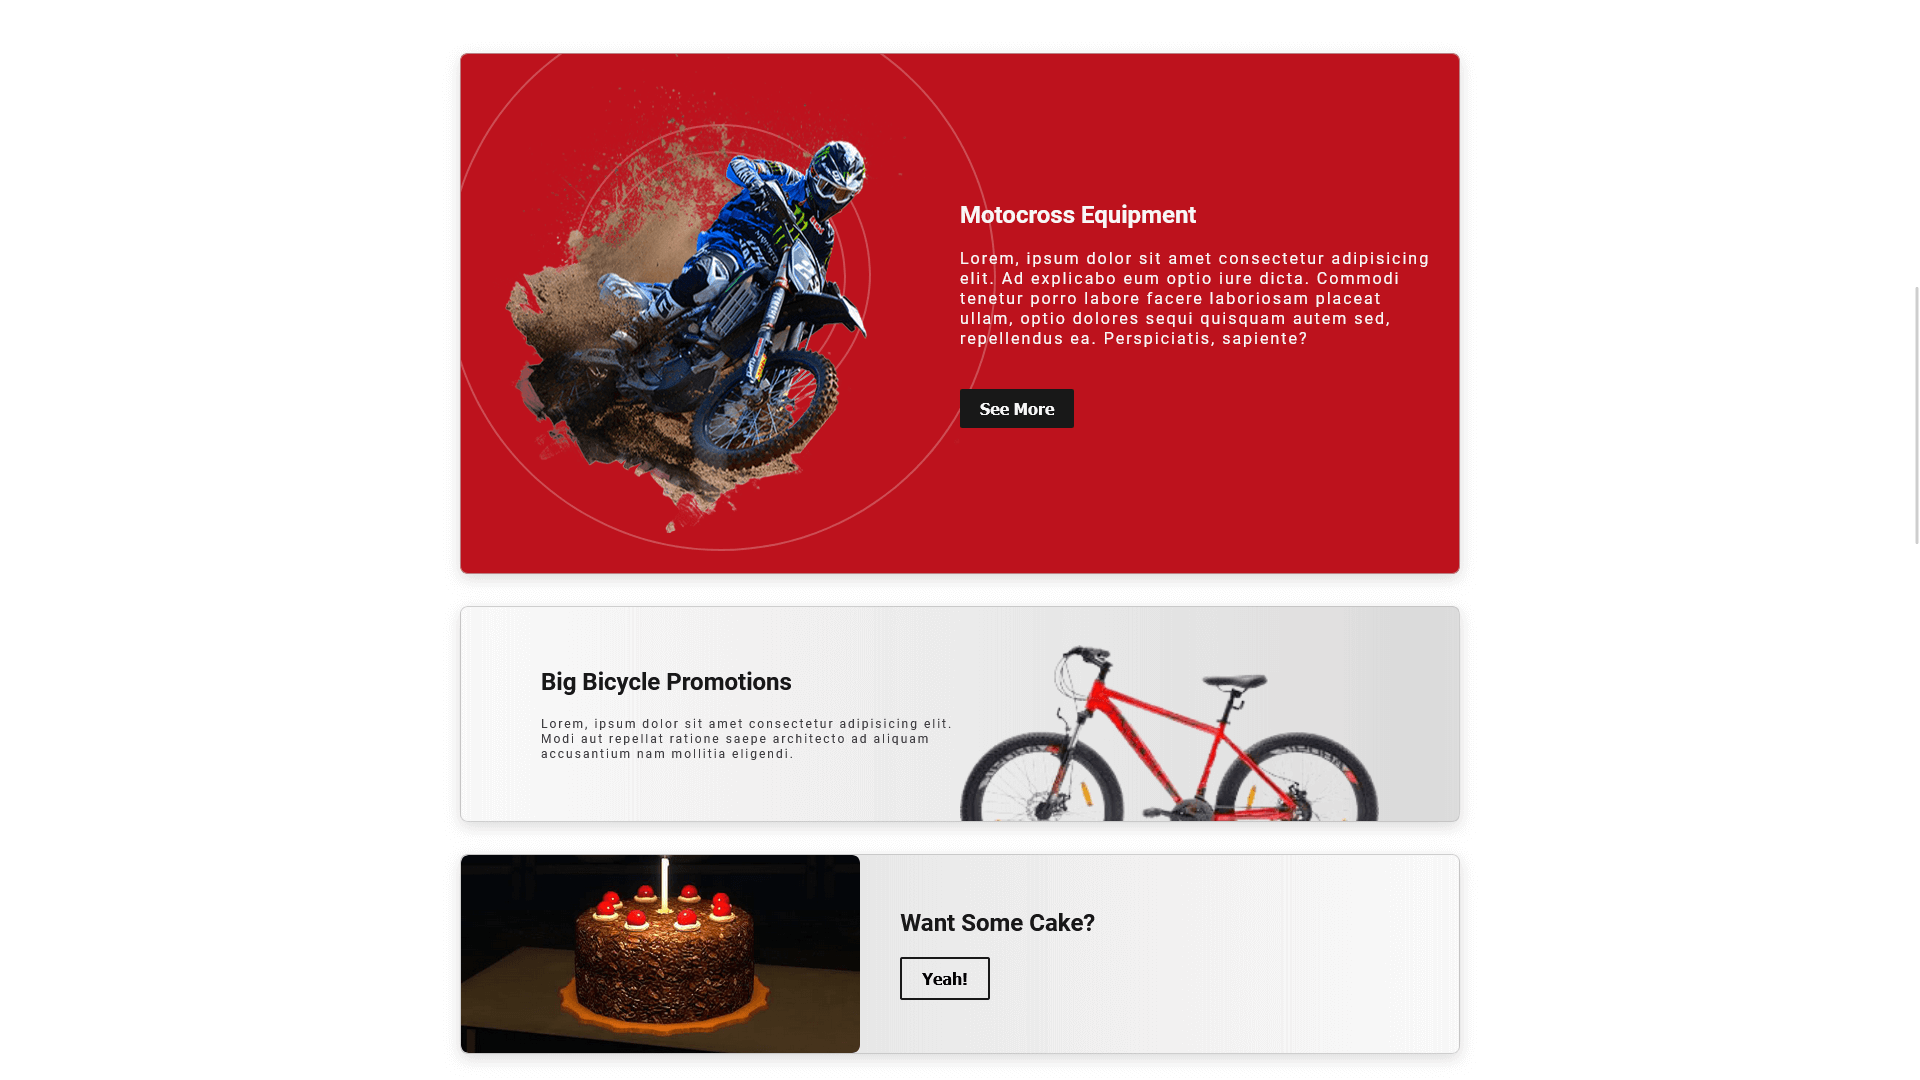 Motocross Equipment
Lorem, ipsum dolor sit amet consectetur adipisicing
elit. Ad explicabo eum optio iure dicta. Commodi
tenetur porro labore facere laboriosam placeat
ullam, optio dolores sequi quisquam autem sed,
repellendus ea. Perspiciatis, sapiente?
See More
Big Bicycle Promotions
Lorem, ipsum dolor sit amet consectetur adipisicing elit.
Modi aut repellat ratione saepe architecto ad aliquam
accusantium nam mollitia eligendi.
Want Some Cake?
Yeah!